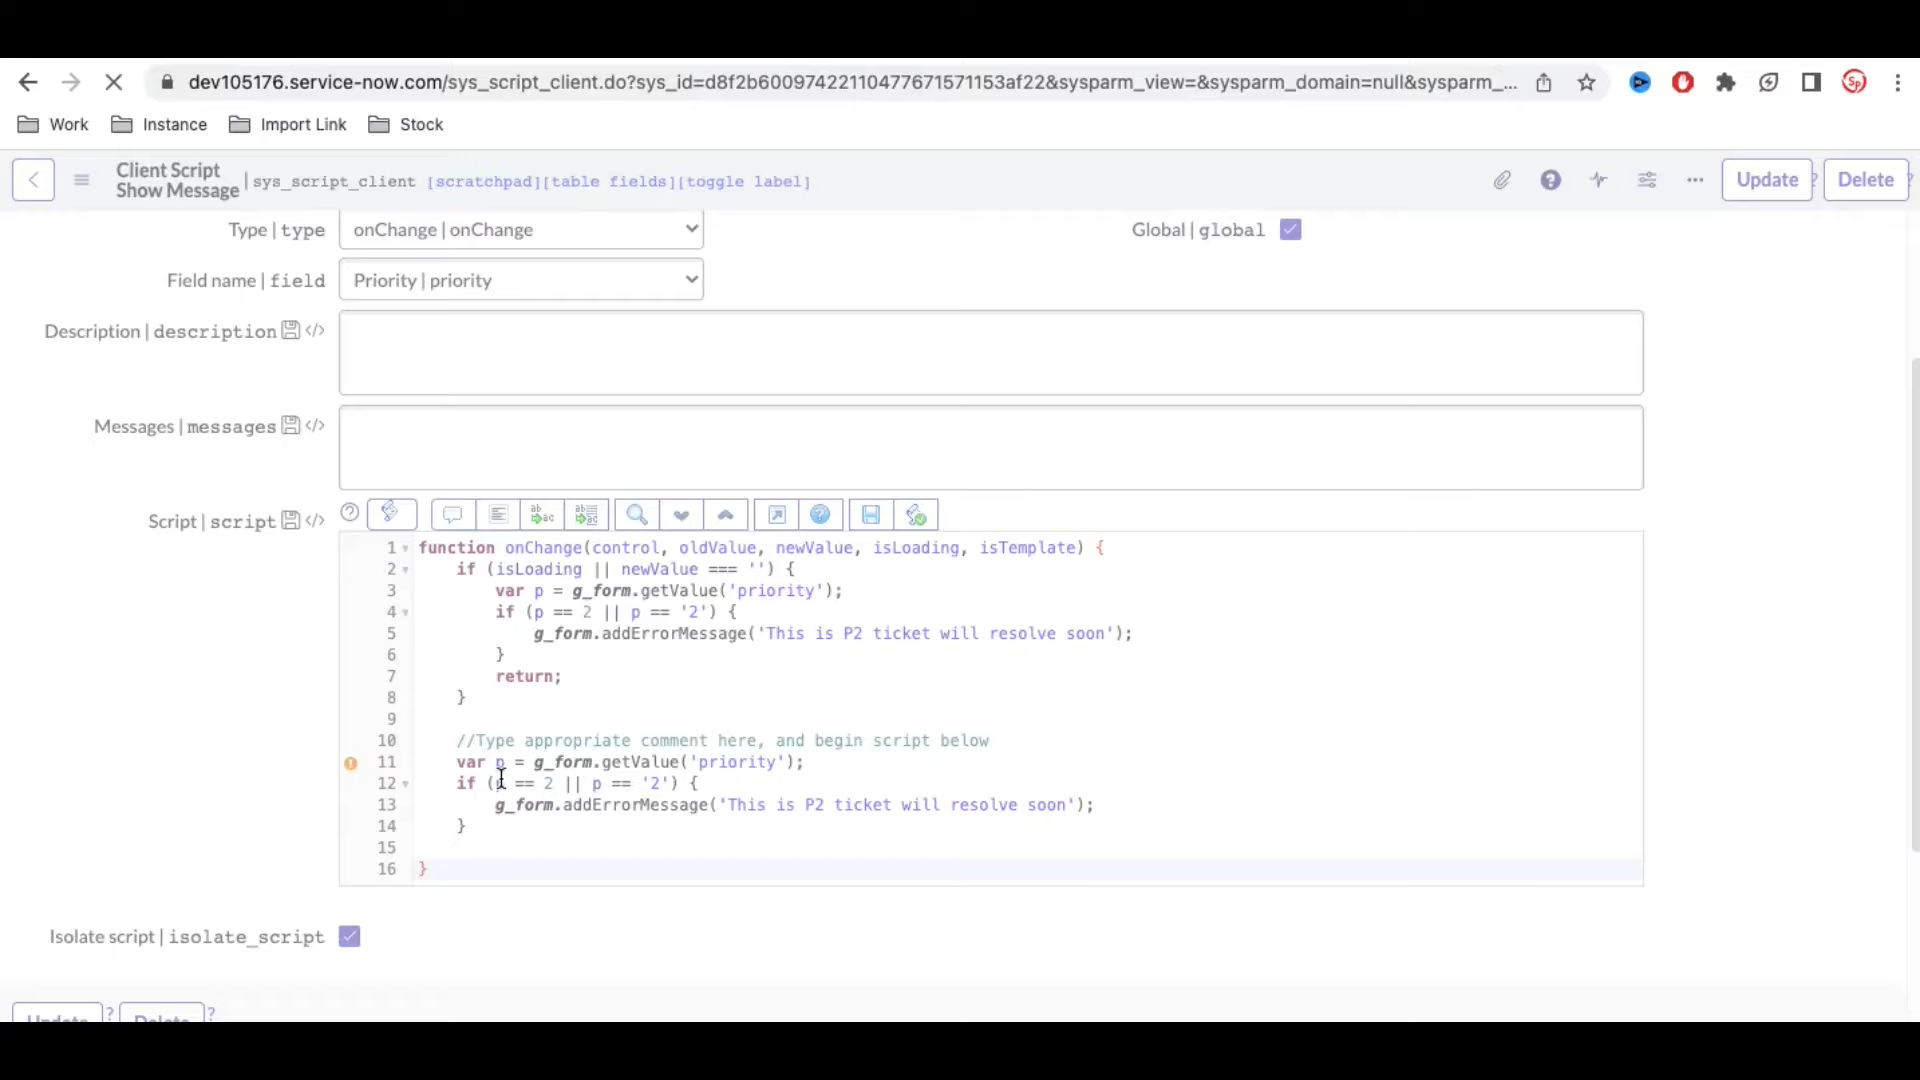 dev105176.service-now.com/sys_script_client.do?sys_id=d8f2b60097422110477671571153af22&sysparm_view=&sysparm_domain=null&sysparm_...
Sp
Work Instance Import Link Stock
Client Script
Show Message | sys_script_client [scratchpad][table fields][toggle label]
Update ? Delete ?
Type | type onChange | onChange Global | global
Field name | field Priority | priority
Description | description </>
Messages | messages </>
Script | script </>
1 function onChange(control, oldValue, newValue, isLoading, isTemplate) {
2 if (isLoading || newValue === '') {
3 var p = g_form.getValue('priority');
4 if (p == 2 || p == '2') {
5 g_form.addErrorMessage('This is P2 ticket will resolve soon');
6 }
7 return;
8 }
9
10 //Type appropriate comment here, and begin script below
11 var p = g_form.getValue('priority');
12 if (p == 2 || p == '2') {
13 g_form.addErrorMessage('This is P2 ticket will resolve soon');
14 }
15
16 }
Isolate script | isolate_script
Update ? Delete ?